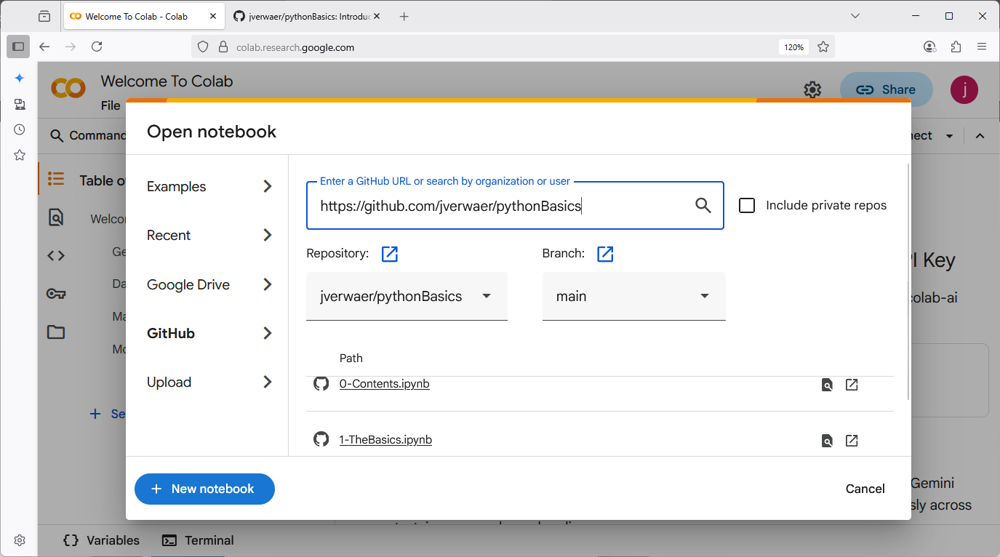 Welcome To Colab - Colab
jverwaer/pythonBasics: Introduc
colab.research.google.com
120%
Welcome To Colab
File
Share
j
Command
nect
Open notebook
Table of
Welco
Ge
Da
Ma
Mo
Se
Examples
Recent
Google Drive
GitHub
Upload
Enter a GitHub URL or search by organization or user
https://github.com/jverwaer/pythonBasics
Include private repos
Repository:
Branch:
jverwaer/pythonBasics
main
Path
0-Contents.ipynb
1-TheBasics.ipynb
I Key
colab-ai
New notebook
Cancel
Gemini
sly across
Variables
Terminal